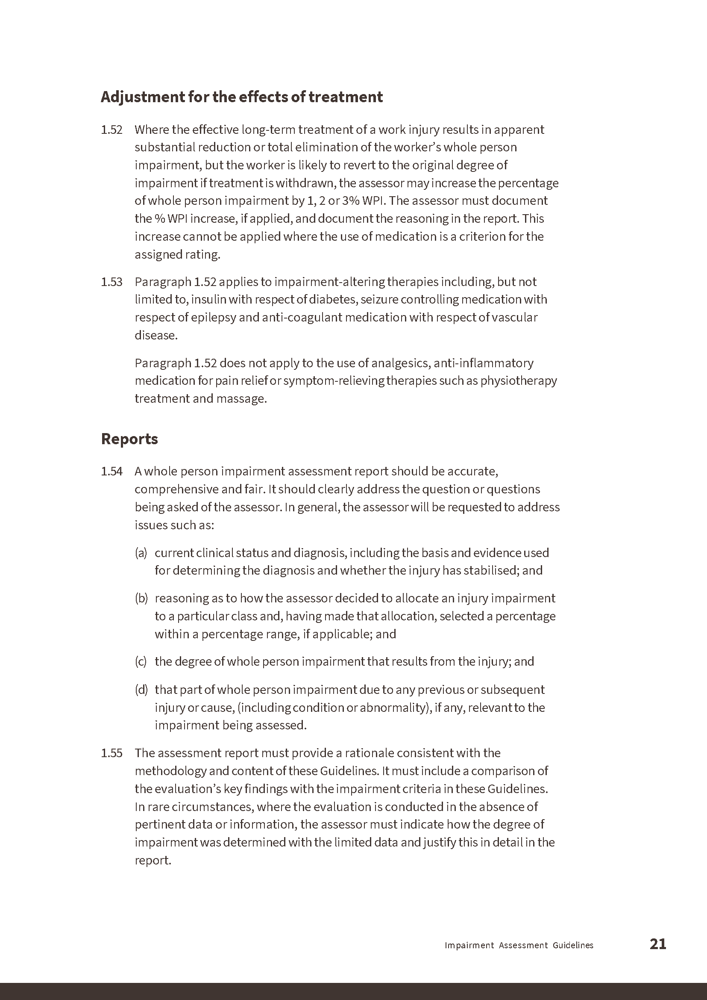 Adjustment for the effects of treatment
1.52 Where the effective long-term treatment of a work injury results in apparent
substantial reduction or total elimination of the worker’s whole person
impairment, but the worker is likely to revert to the original degree of
impairment if treatment is withdrawn, the assessor may increase the percentage
of whole person impairment by 1, 2 or 3% WPI. The assessor must document
the % WPI increase, if applied, and document the reasoning in the report. This
increase cannot be applied where the use of medication is a criterion for the
assigned rating.
1.53 Paragraph 1.52 applies to impairment-altering therapies including, but not
limited to, insulin with respect of diabetes, seizure controlling medication with
respect of epilepsy and anti-coagulant medication with respect of vascular
disease.
Paragraph 1.52 does not apply to the use of analgesics, anti-inflammatory
medication for pain relief or symptom-relieving therapies such as physiotherapy
treatment and massage.
Reports
1.54 A whole person impairment assessment report should be accurate,
comprehensive and fair. It should clearly address the question or questions
being asked of the assessor. In general, the assessor will be requested to address
issues such as:
(a) current clinical status and diagnosis, including the basis and evidence used
for determining the diagnosis and whether the injury has stabilised; and
(b) reasoning as to how the assessor decided to allocate an injury impairment
to a particular class and, having made that allocation, selected a percentage
within a percentage range, if applicable; and
(c) the degree of whole person impairment that results from the injury; and
(d) that part of whole person impairment due to any previous or subsequent
injury or cause, (including condition or abnormality), if any, relevant to the
impairment being assessed.
1.55 The assessment report must provide a rationale consistent with the
methodology and content of these Guidelines. It must include a comparison of
the evaluation’s key findings with the impairment criteria in these Guidelines.
In rare circumstances, where the evaluation is conducted in the absence of
pertinent data or information, the assessor must indicate how the degree of
impairment was determined with the limited data and justify this in detail in the
report.
Impairment Assessment Guidelines 21